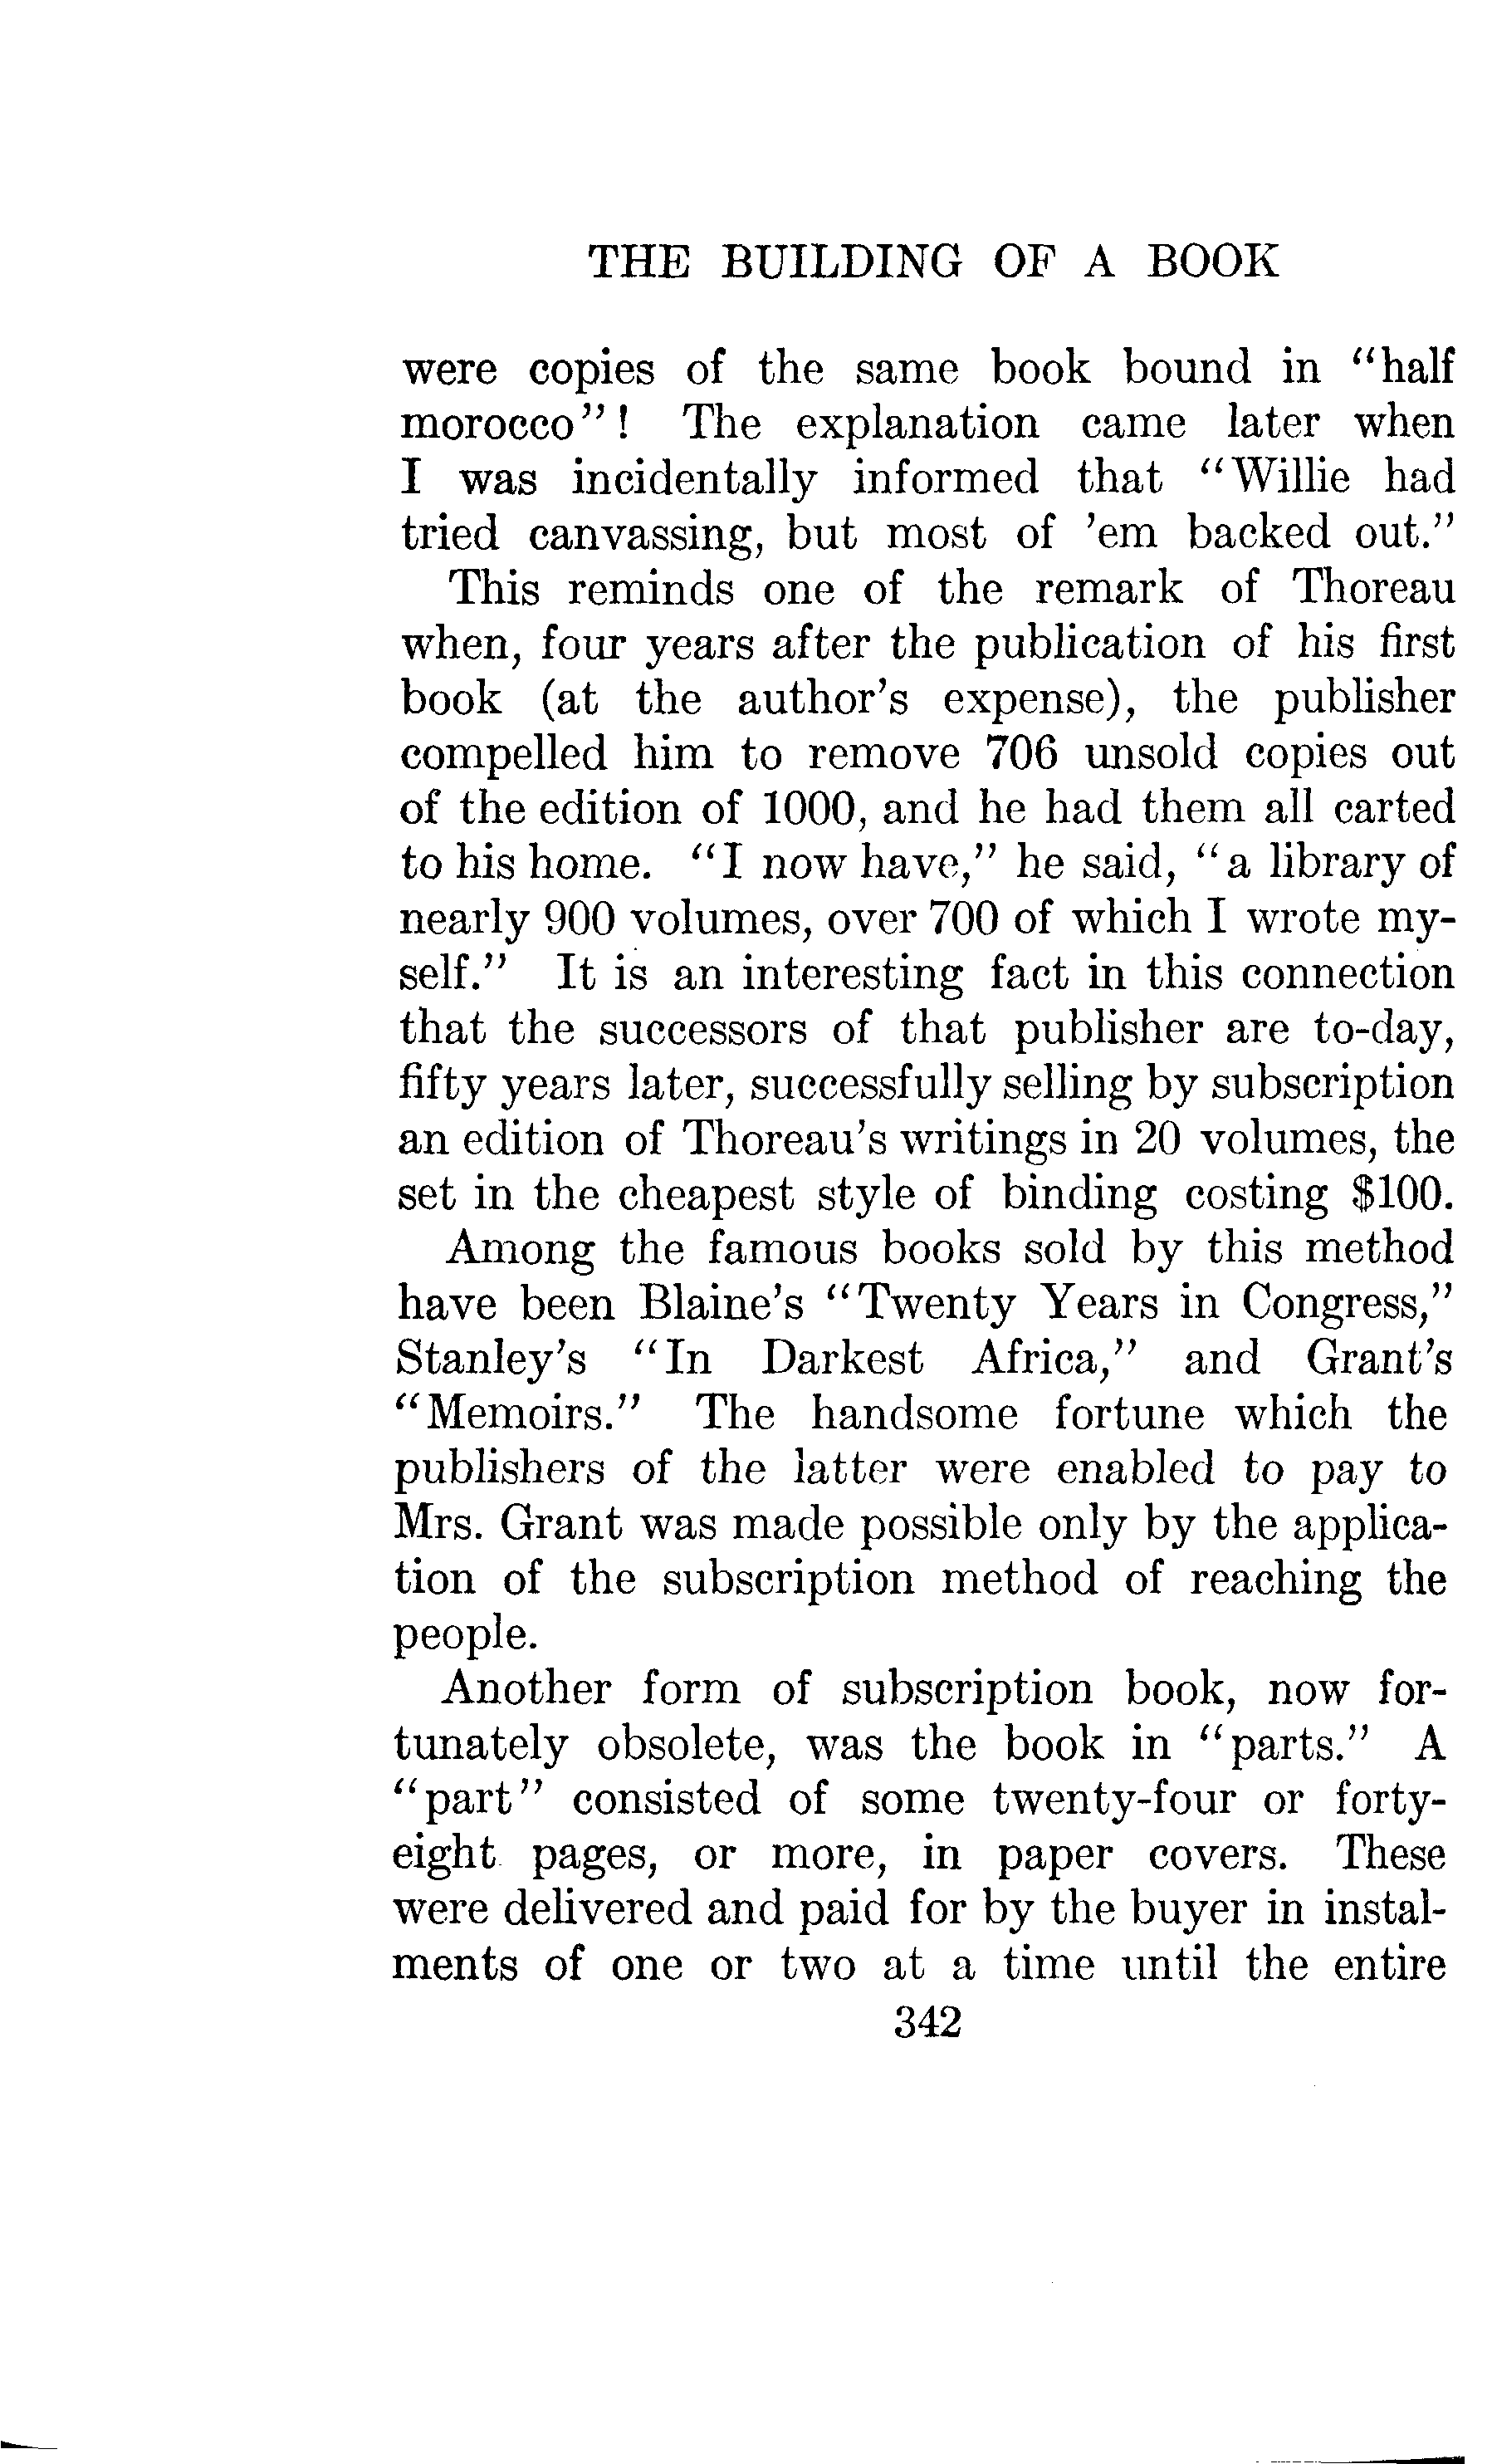 THE BUILDING OF A BOOK
were copies of the same book bound in "half
morocco"! The explanation came later when
I was incidentally informed that "Willie had
tried canvassing, but most of 'em backed out."
This reminds one of the remark of Thoreau
when, four years after the publication of his first
book (at the author's expense), the publisher
compelled him to remove 706 unsold copies out
of the edition of 1000, and he had them all carted
to his home. "I now have," he said, "a library of
nearly 900 volumes, over 700 of which I wrote my-
self." It is an interesting fact in this connection
that the successors of that publisher are to-day,
fifty years later, successfully selling by subscription
an edition of Thoreau's writings in 20 volumes, the
set in the cheapest style of binding costing $100.
Among the famous books sold by this method
have been Blaine's "Twenty Years in Congress,"
Stanley's "In Darkest Africa," and Grant's
"Memoirs." The handsome fortune which the
publishers of the latter were enabled to pay to
Mrs. Grant was made possible only by the applica-
tion of the subscription method of reaching the
people.
Another form of subscription book, now for-
tunately obsolete, was the book in "parts." A
"part" consisted of some twenty-four or forty-
eight pages, or more, in paper covers. These
were delivered and paid for by the buyer in instal-
ments of one or two at a time until the entire
342